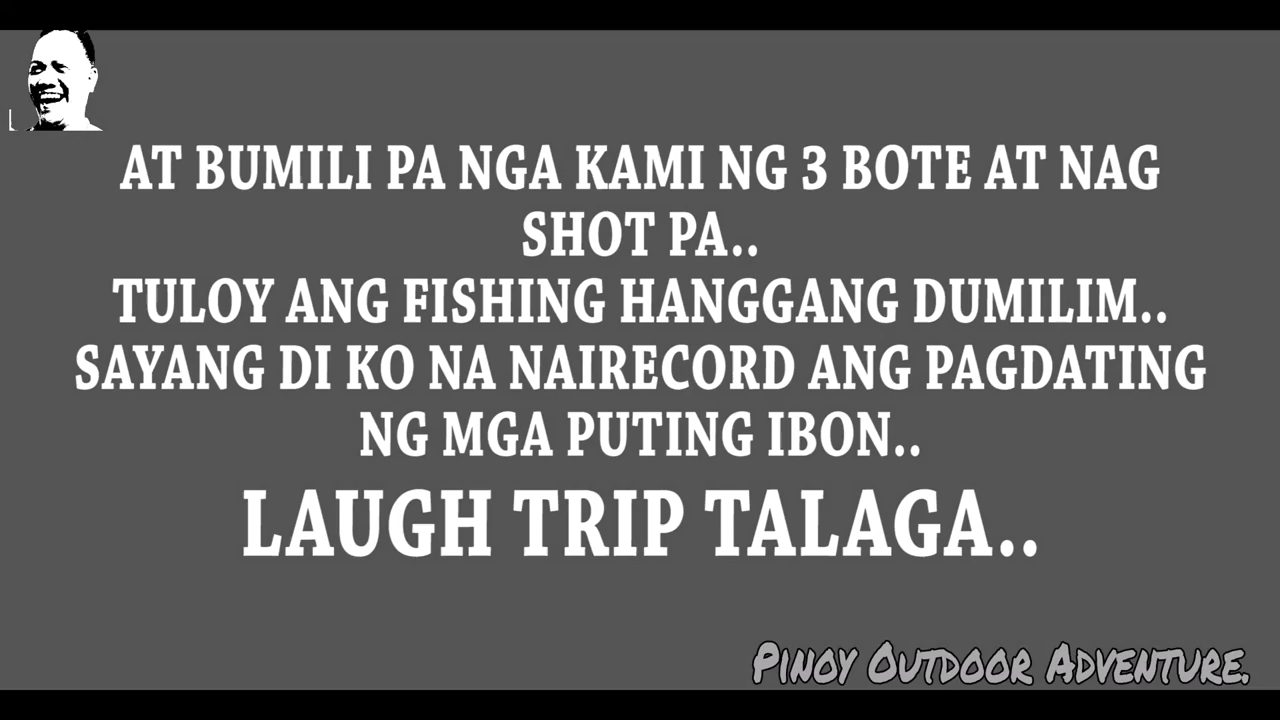 AT BUMILI PA NGA KAMI NG 3 BOTE AT NAG
SHOT PA..
TULOY ANG FISHING HANGGANG DUMILIM..
SAYANG DI KO NA NAIRECORD ANG PAGDATING
NG MGA PUTING IBON..
LAUGH TRIP TALAGA..
PINOY OUTDOOR ADVENTURE.